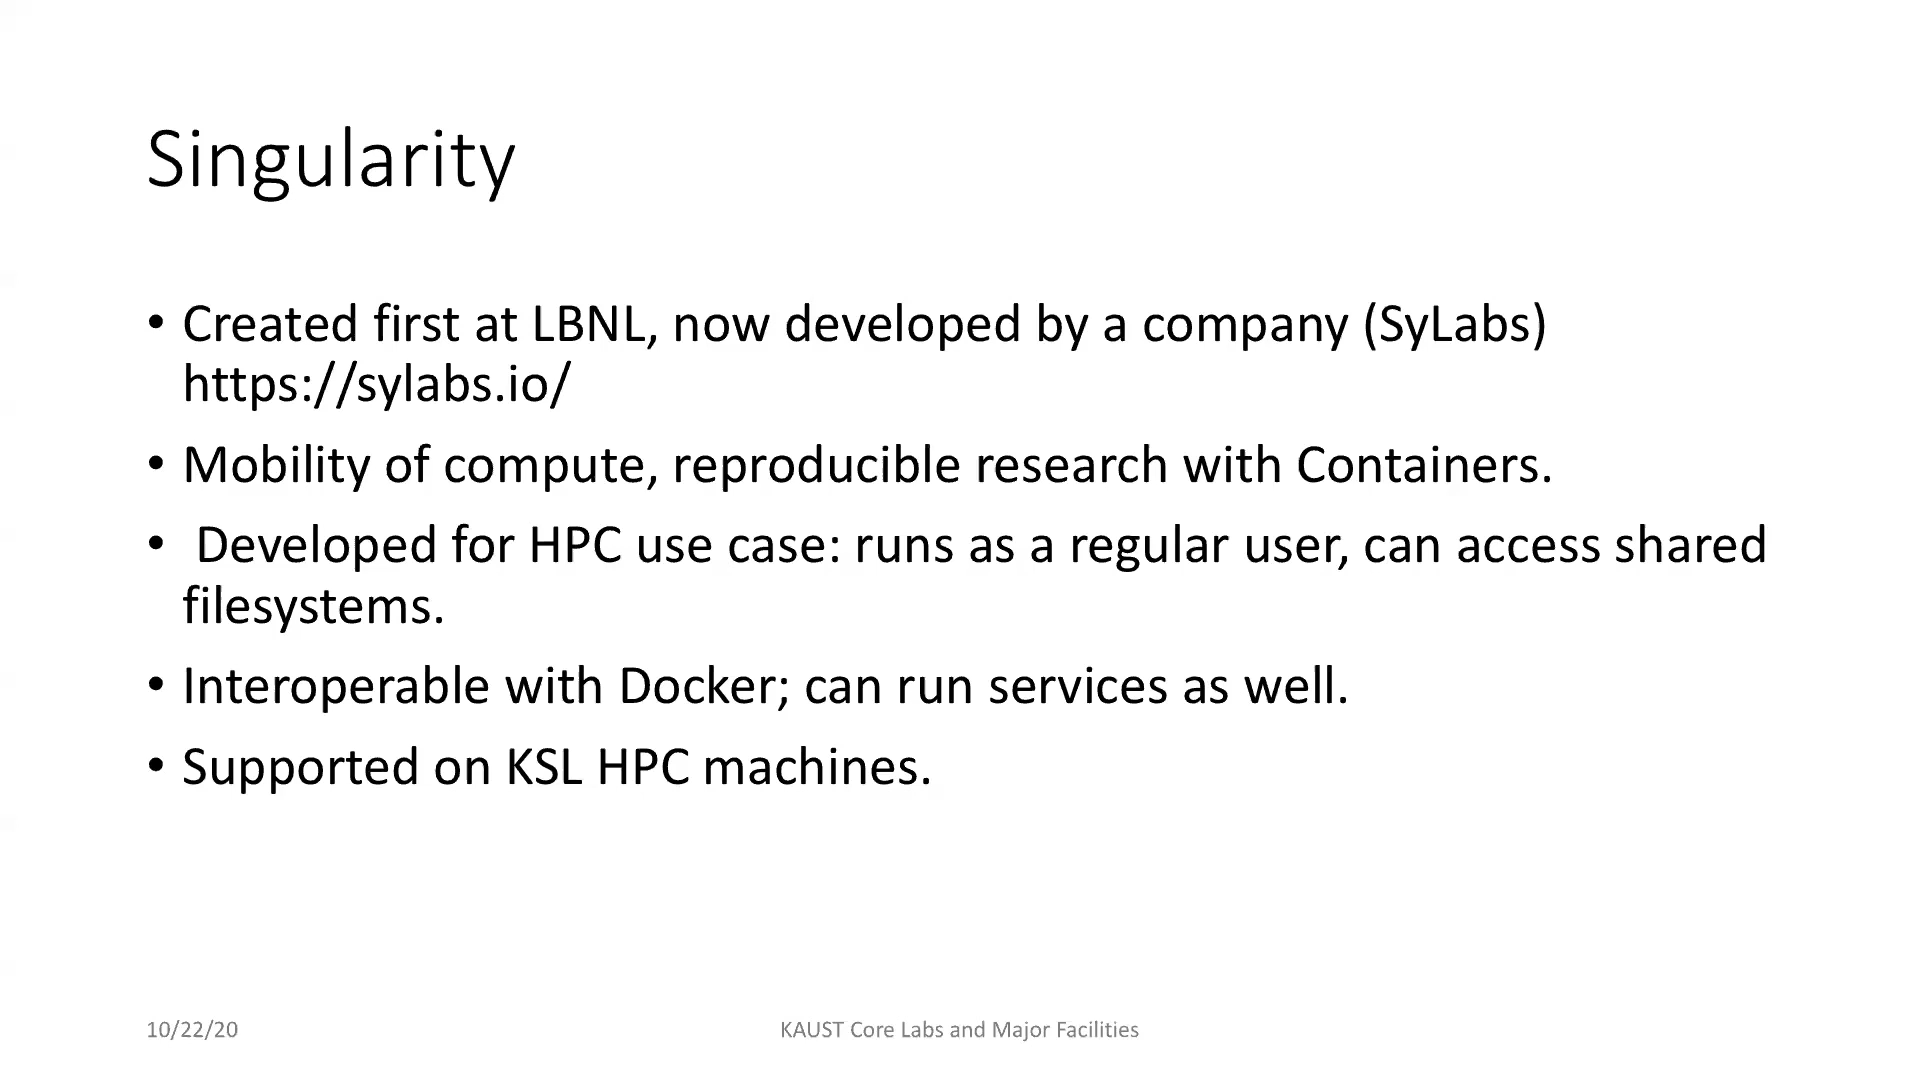 Singularity
• Created first at LBNL, now developed by a company (SyLabs)
https://sylabs.io/
• Mobility of compute, reproducible research with Containers.
• Developed for HPC use case: runs as a regular user, can access shared
filesystems.
• Interoperable with Docker; can run services as well.
• Supported on KSL HPC machines.
10/22/20
KAUST Core Labs and Major Facilities